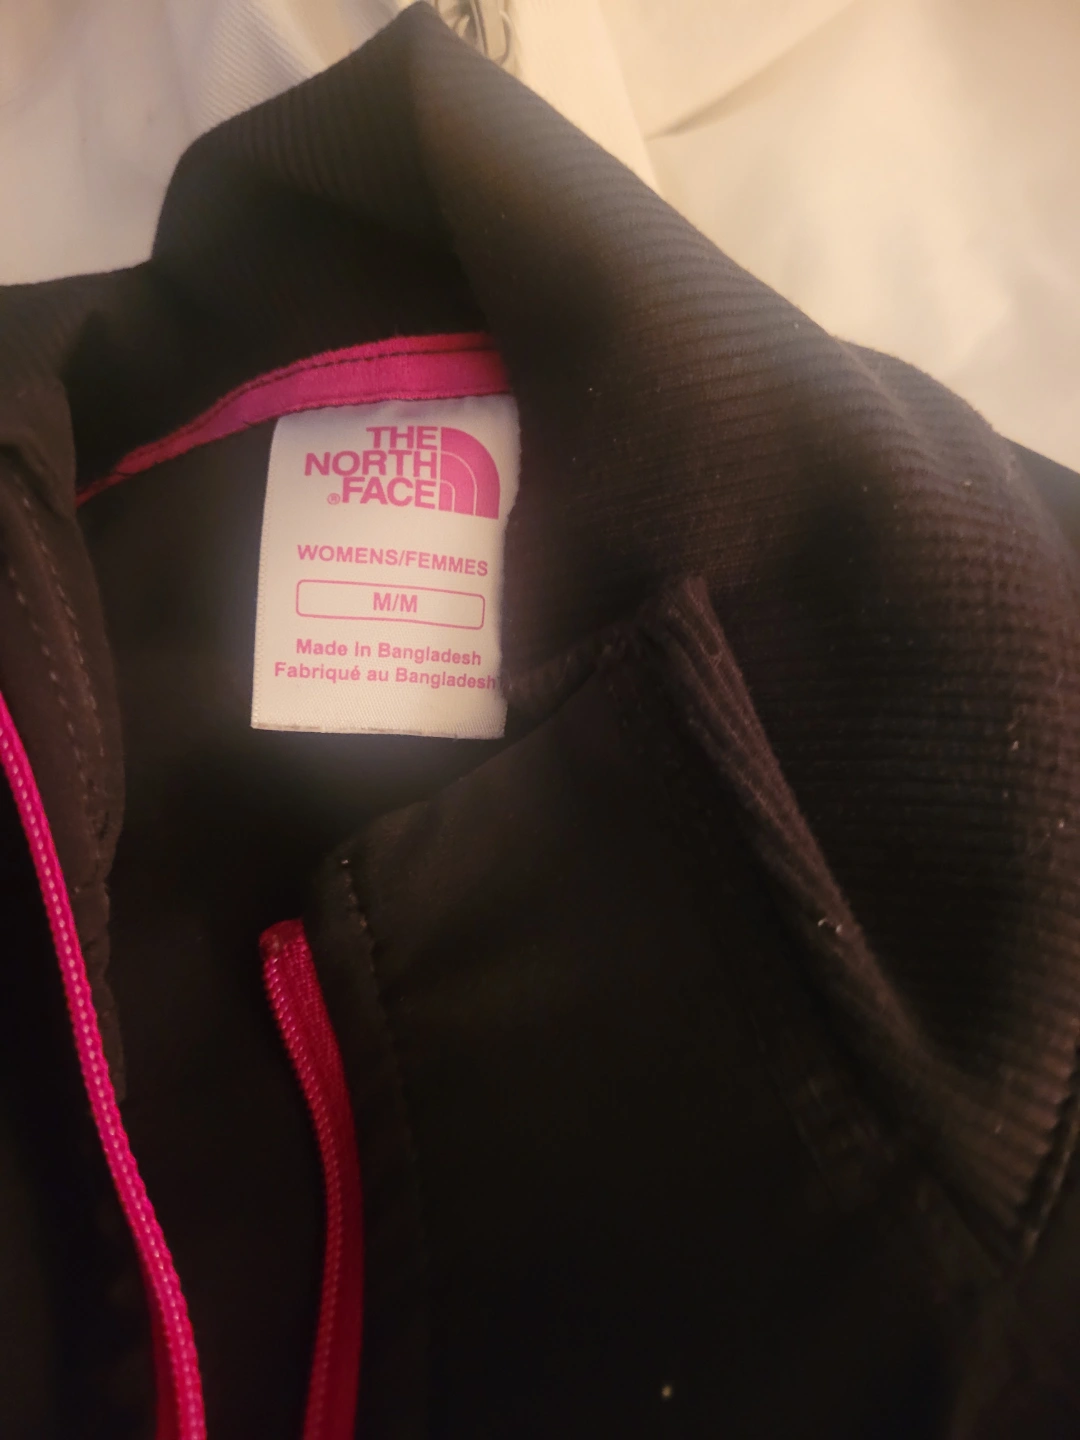 THE
NORTH
®FACE
WOMENS/FEMMES
M/M
Made in Bangladesh
Fabriqué au Bangladesh